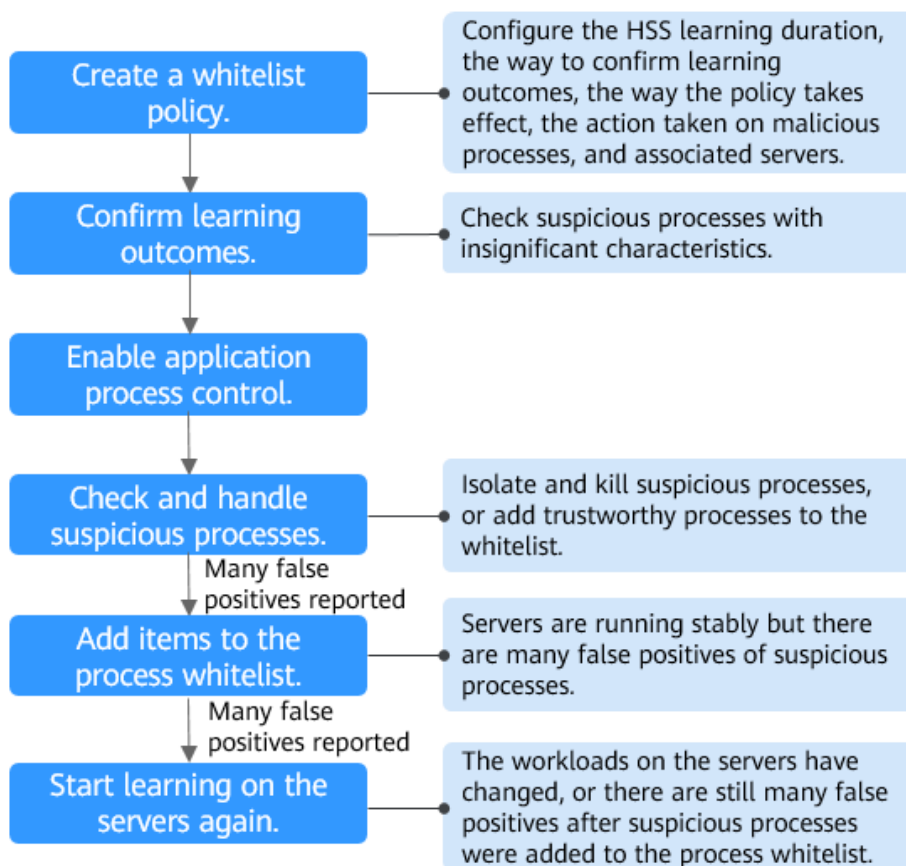 Create a whitelist
policy.
Configure the HSS learning duration,
the way to confirm learning
outcomes, the way the policy takes
effect, the action taken on malicious
processes, and associated servers.
Confirm learning
outcomes.
Check suspicious processes with
insignificant characteristics.
Enable application
process control.
Check and handle
suspicious processes.
Isolate and kill suspicious processes,
or add trustworthy processes to the
whitelist.
Many false
positives reported
Add items to the
process whitelist.
Servers are running stably but there
are many false positives of suspicious
processes.
Many false
positives reported
Start learning on the
servers again.
The workloads on the servers have
changed, or there are still many false
positives after suspicious processes
were added to the process whitelist.